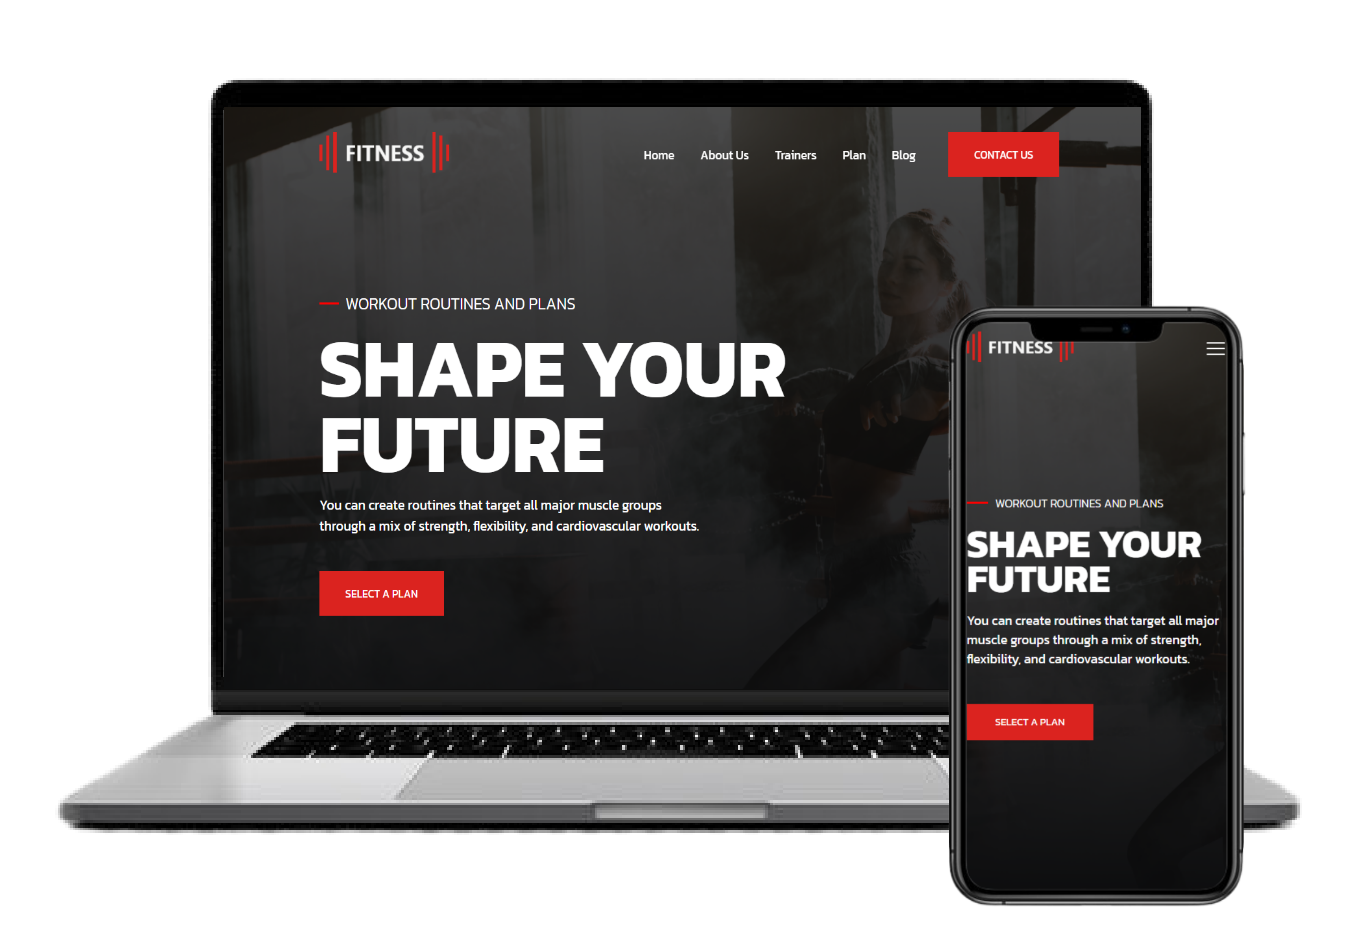 FITNESS
Home About Us Trainers Plan Blog CONTACT US
WORKOUT ROUTINES AND PLANS
SHAPE YOUR
FUTURE
You can create routines that target all major muscle groups
through a mix of strength, flexibility, and cardiovascular workouts.
SELECT A PLAN
FITNESS
WORKOUT ROUTINES AND PLANS
SHAPE YOUR
FUTURE
You can create routines that target all major
muscle groups through a mix of strength,
flexibility, and cardiovascular workouts.
SELECT A PLAN